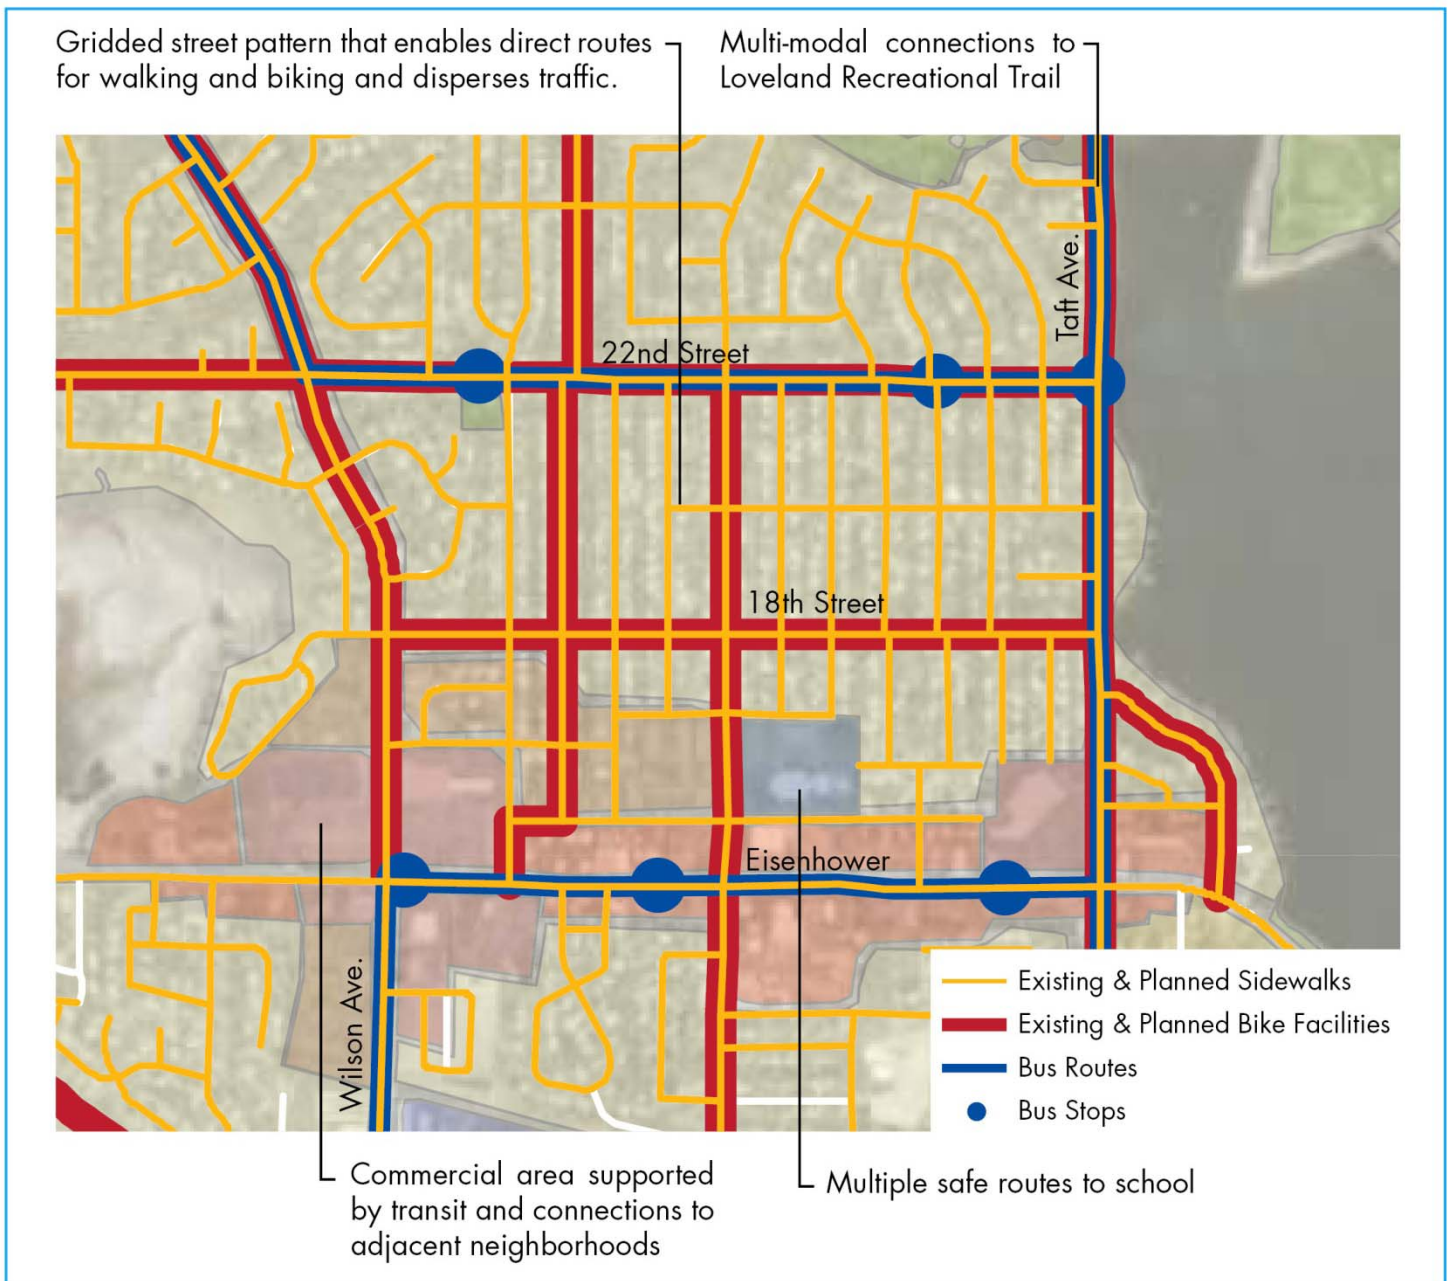 Gridded street pattern that enables direct routes
for walking and biking and disperses traffic.
Multi-modal connections to
Loveland Recreational Trail
Taft Ave.
22nd Street
18th Street
Eisenhower
Wilson Ave.
Existing & Planned Sidewalks
Existing & Planned Bike Facilities
Bus Routes
Bus Stops
Commercial area supported
by transit and connections to
adjacent neighborhoods
Multiple safe routes to school